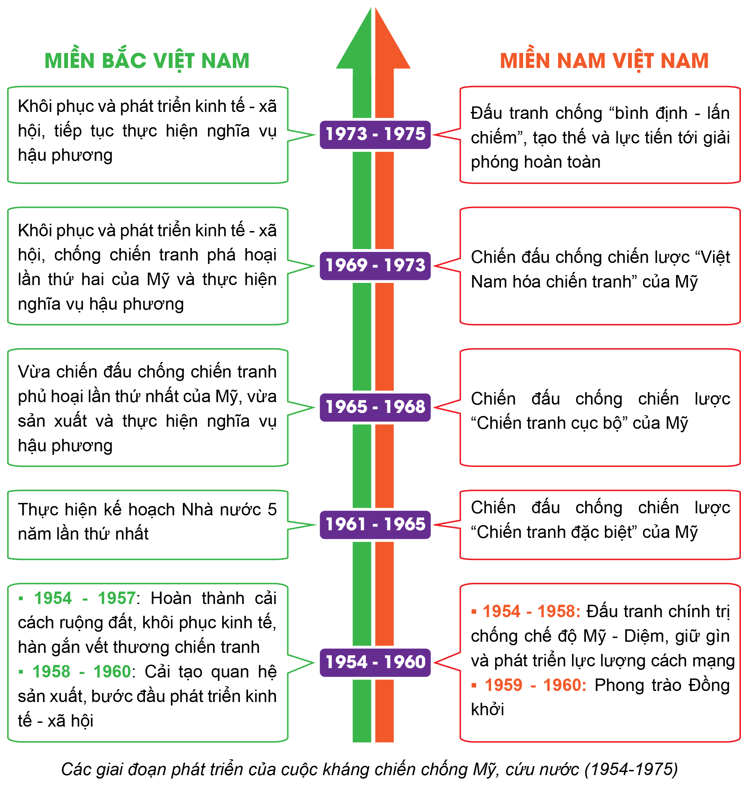 MIỀN BẮC VIỆT NAM
MIỀN NAM VIỆT NAM
Khôi phục và phát triển kinh tế - xã
hội, tiếp tục thực hiện nghĩa vụ
hậu phương
1973 - 1975
Đấu tranh chống “bình định - lấn
chiếm”, tạo thế và lực tiến tới giải
phóng hoàn toàn
Khôi phục và phát triển kinh tế - xã
hội, chống chiến tranh phá hoại
lần thứ hai của Mỹ và thực hiện
nghĩa vụ hậu phương
1969 - 1973
Chiến đấu chống chiến lược “Việt
Nam hóa chiến tranh” của Mỹ
Vừa chiến đấu chống chiến tranh
phủ hoại lần thứ nhất của Mỹ, vừa
sản xuất và thực hiện nghĩa vụ
hậu phương
1965 - 1968
Chiến đấu chống chiến lược
“Chiến tranh cục bộ” của Mỹ
Thực hiện kế hoạch Nhà nước 5
năm lần thứ nhất
1961 - 1965
Chiến đấu chống chiến lược
“Chiến tranh đặc biệt” của Mỹ
▪ 1954 - 1957: Hoàn thành cải
cách ruộng đất, khôi phục kinh tế,
hàn gắn vết thương chiến tranh
▪ 1958 - 1960: Cải tạo quan hệ
sản xuất, bước đầu phát triển kinh
tế - xã hội
1954 - 1960
▪ 1954 - 1958: Đấu tranh chính trị
chống chế độ Mỹ - Diệm, giữ gìn
và phát triển lực lượng cách mạng
▪ 1959 - 1960: Phong trào Đồng
khởi
Các giai đoạn phát triển của cuộc kháng chiến chống Mỹ, cứu nước (1954-1975)